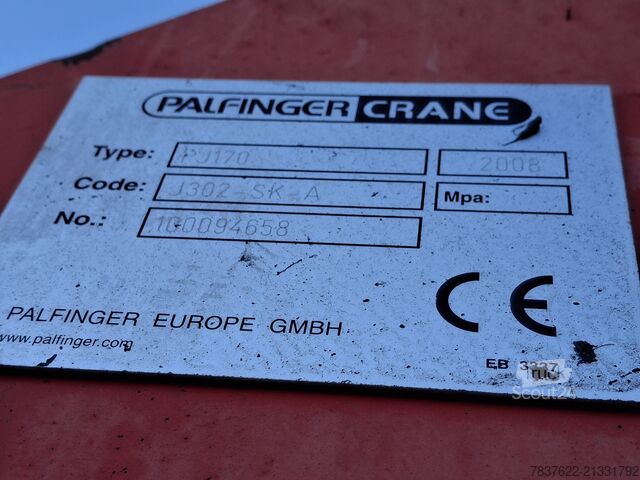 PALFINGER CRANE
Type: PJ170 2008
Code: J302-SK-A Mpa:
No.: 100094658
PALFINGER EUROPE GMBH
www.palfinger.com
CE
EB
Scout24
7837622-21331792